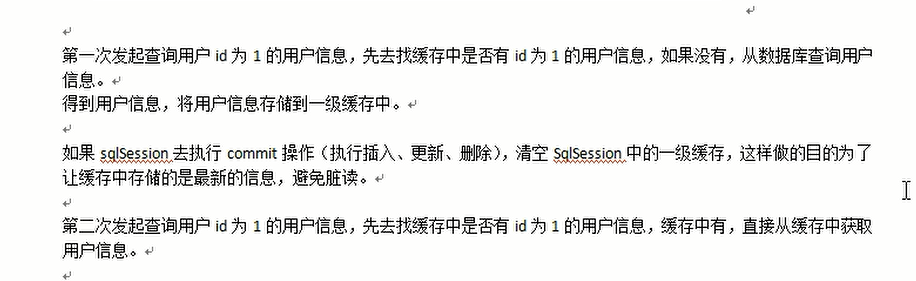 第一次发起查询用户 id 为 1 的用户信息，先去找缓存中是否有 id 为 1 的用户信息，如果没有，从数据库查询用户
信息。
得到用户信息，将用户信息存储到一级缓存中。
如果 sqlSession 去执行 commit 操作（执行插入、更新、删除），清空 SqlSession 中的一级缓存，这样做的目的为了
让缓存中存储的是最新的信息，避免脏读。
第二次发起查询用户 id 为 1 的用户信息，先去找缓存中是否有 id 为 1 的用户信息，缓存中有，直接从缓存中获取
用户信息。